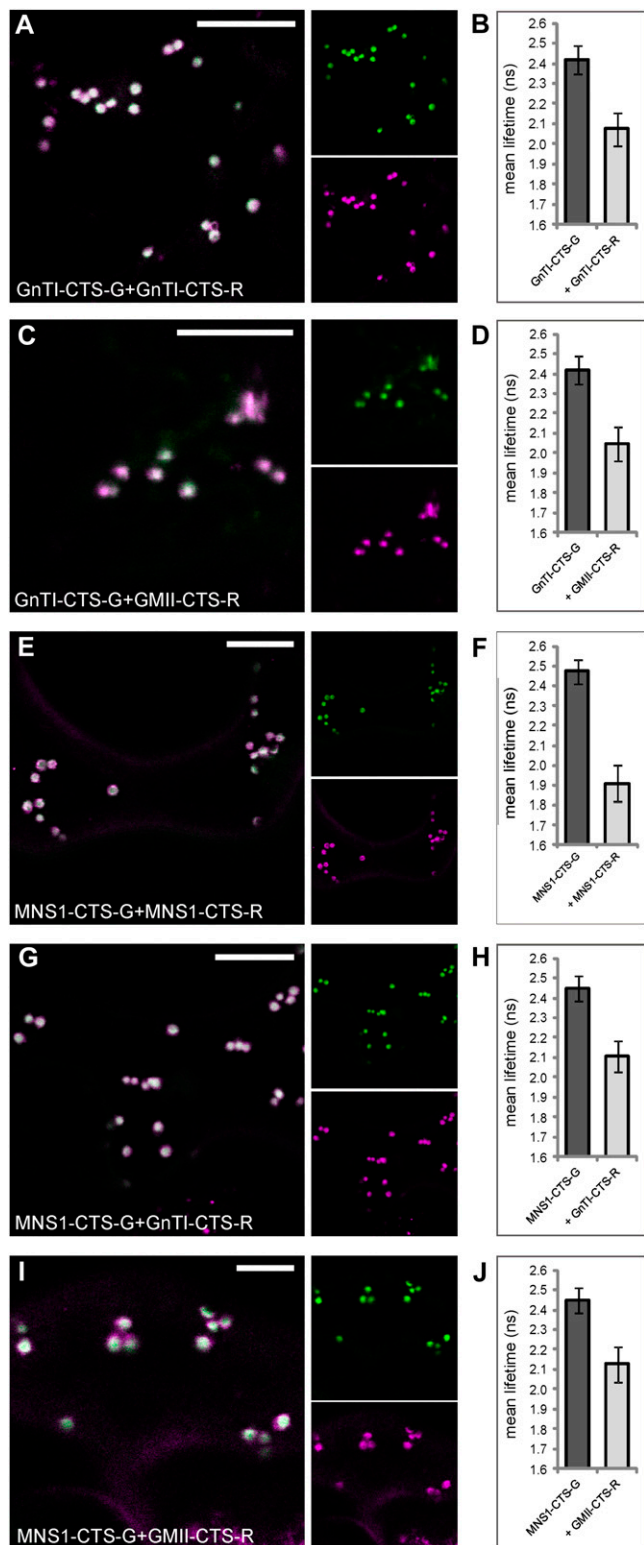 A
GnTI-CTS-G+GnTI-CTS-R
B
mean lifetime (ns)
2.6
2.5
2.4
2.3
2.2
2.1
2.0
1.9
1.8
1.7
1.6
GnTI-CTS-G
+ GnTI-CTS-R
C
GnTI-CTS-G+GMII-CTS-R
D
mean lifetime (ns)
2.6
2.5
2.4
2.3
2.2
2.1
2.0
1.9
1.8
1.7
1.6
GnTI-CTS-G
+ GMII-CTS-R
E
MNS1-CTS-G+MNS1-CTS-R
F
mean lifetime (ns)
2.6
2.5
2.4
2.3
2.2
2.1
2.0
1.9
1.8
1.7
1.6
MNS1-CTS-G
+ MNS1-CTS-R
G
MNS1-CTS-G+GnTI-CTS-R
H
mean lifetime (ns)
2.6
2.5
2.4
2.3
2.2
2.1
2.0
1.9
1.8
1.7
1.6
MNS1-CTS-G
+ GnTI-CTS-R
I
MNS1-CTS-G+GMII-CTS-R
J
mean lifetime (ns)
2.6
2.5
2.4
2.3
2.2
2.1
2.0
1.9
1.8
1.7
1.6
MNS1-CTS-G
+ GMII-CTS-R